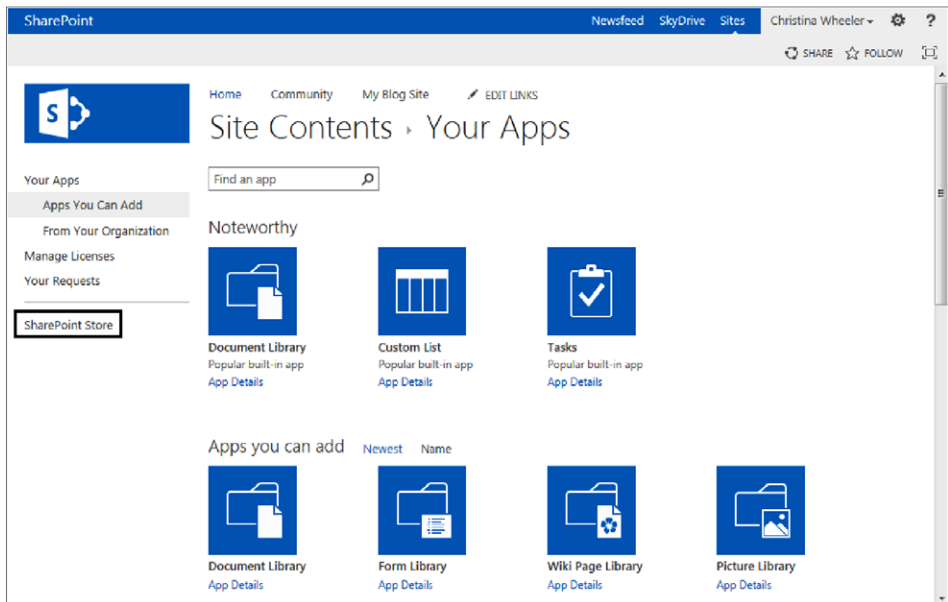 SharePoint
Newsfeed SkyDrive Sites Christina Wheeler ?
SHARE FOLLOW
S
Home Community My Blog Site EDIT LINKS
Site Contents Your Apps
Find an app
Your Apps
Apps You Can Add
From Your Organization
Manage Licenses
Your Requests
SharePoint Store
Noteworthy
Document Library Custom List Tasks
Popular built-in app Popular built-in app Popular built-in app
App Details App Details App Details
Apps you can add Newest Name
Document Library Form Library Wiki Page Library Picture Library
App Details App Details App Details App Details